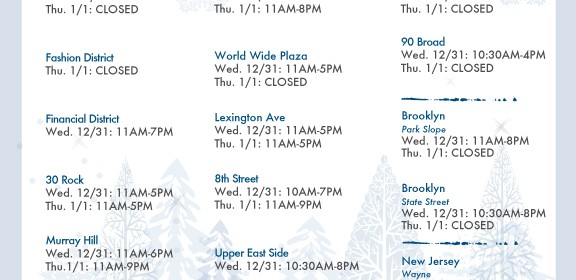 Thu. 1/1: CLOSED
Fashion District
Thu. 1/1: CLOSED
Financial District
Wed. 12/31: 11AM-7PM
30 Rock
Wed. 12/31: 11AM-5PM
Thu. 1/1: 11AM-5PM
Murray Hill
Wed. 12/31: 11AM-6PM
Thu.1/1: 11AM-9PM
Thu. 1/1: 11AM-8PM
World Wide Plaza
Wed. 12/31: 11AM-5PM
Thu. 1/1: CLOSED
Lexington Ave
Wed. 12/31: 11AM-5PM
Thu. 1/1: 11AM-5PM
8th Street
Wed. 12/31: 10AM-7PM
Thu. 1/1: 11AM-9PM
Upper East Side
Wed. 12/31: 10:30AM-8PM
Thu. 1/1: CLOSED
90 Broad
Wed. 12/31: 10:30AM-4PM
Thu. 1/1: CLOSED
Brooklyn
Park Slope
Wed. 12/31: 11AM-8PM
Thu. 1/1: CLOSED
Brooklyn
State Street
Wed. 12/31: 10:30AM-8PM
Thu. 1/1: CLOSED
New Jersey
Wayne